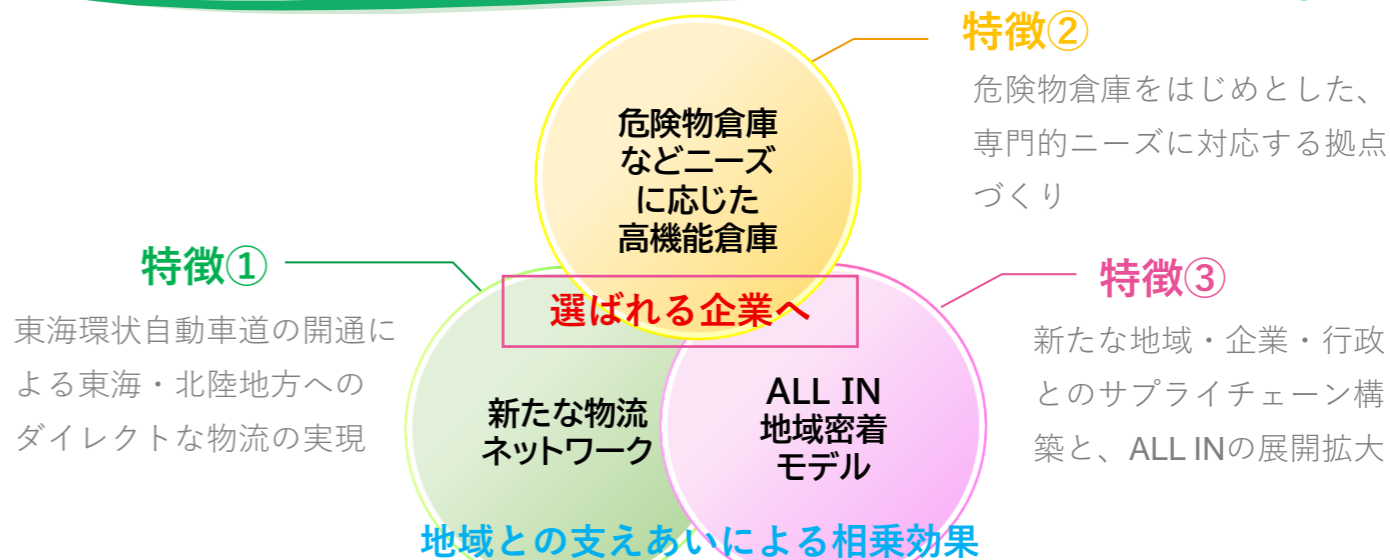 特徴②
危険物倉庫をはじめとした、
専門的ニーズに対応する拠点
づくり
危険物倉庫
などニーズ
に応じた
高機能倉庫
特徴①
東海環状自動車道の開通に
よる東海・北陸地方への
ダイレクトな物流の実現
選ばれる企業へ
特徴③
新たな地域・企業・行政
とのサプライチェーン構
築と、ALL INの展開拡大
新たな物流
ネットワーク
ALL IN
地域密着
モデル
地域との支えあいによる相乗効果